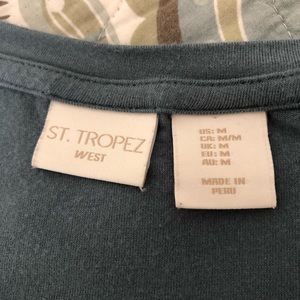 ST. TROPEZ
WEST
US: M
CA: M/M
UK: M
EU: M
AU: M
MADE IN
PERU